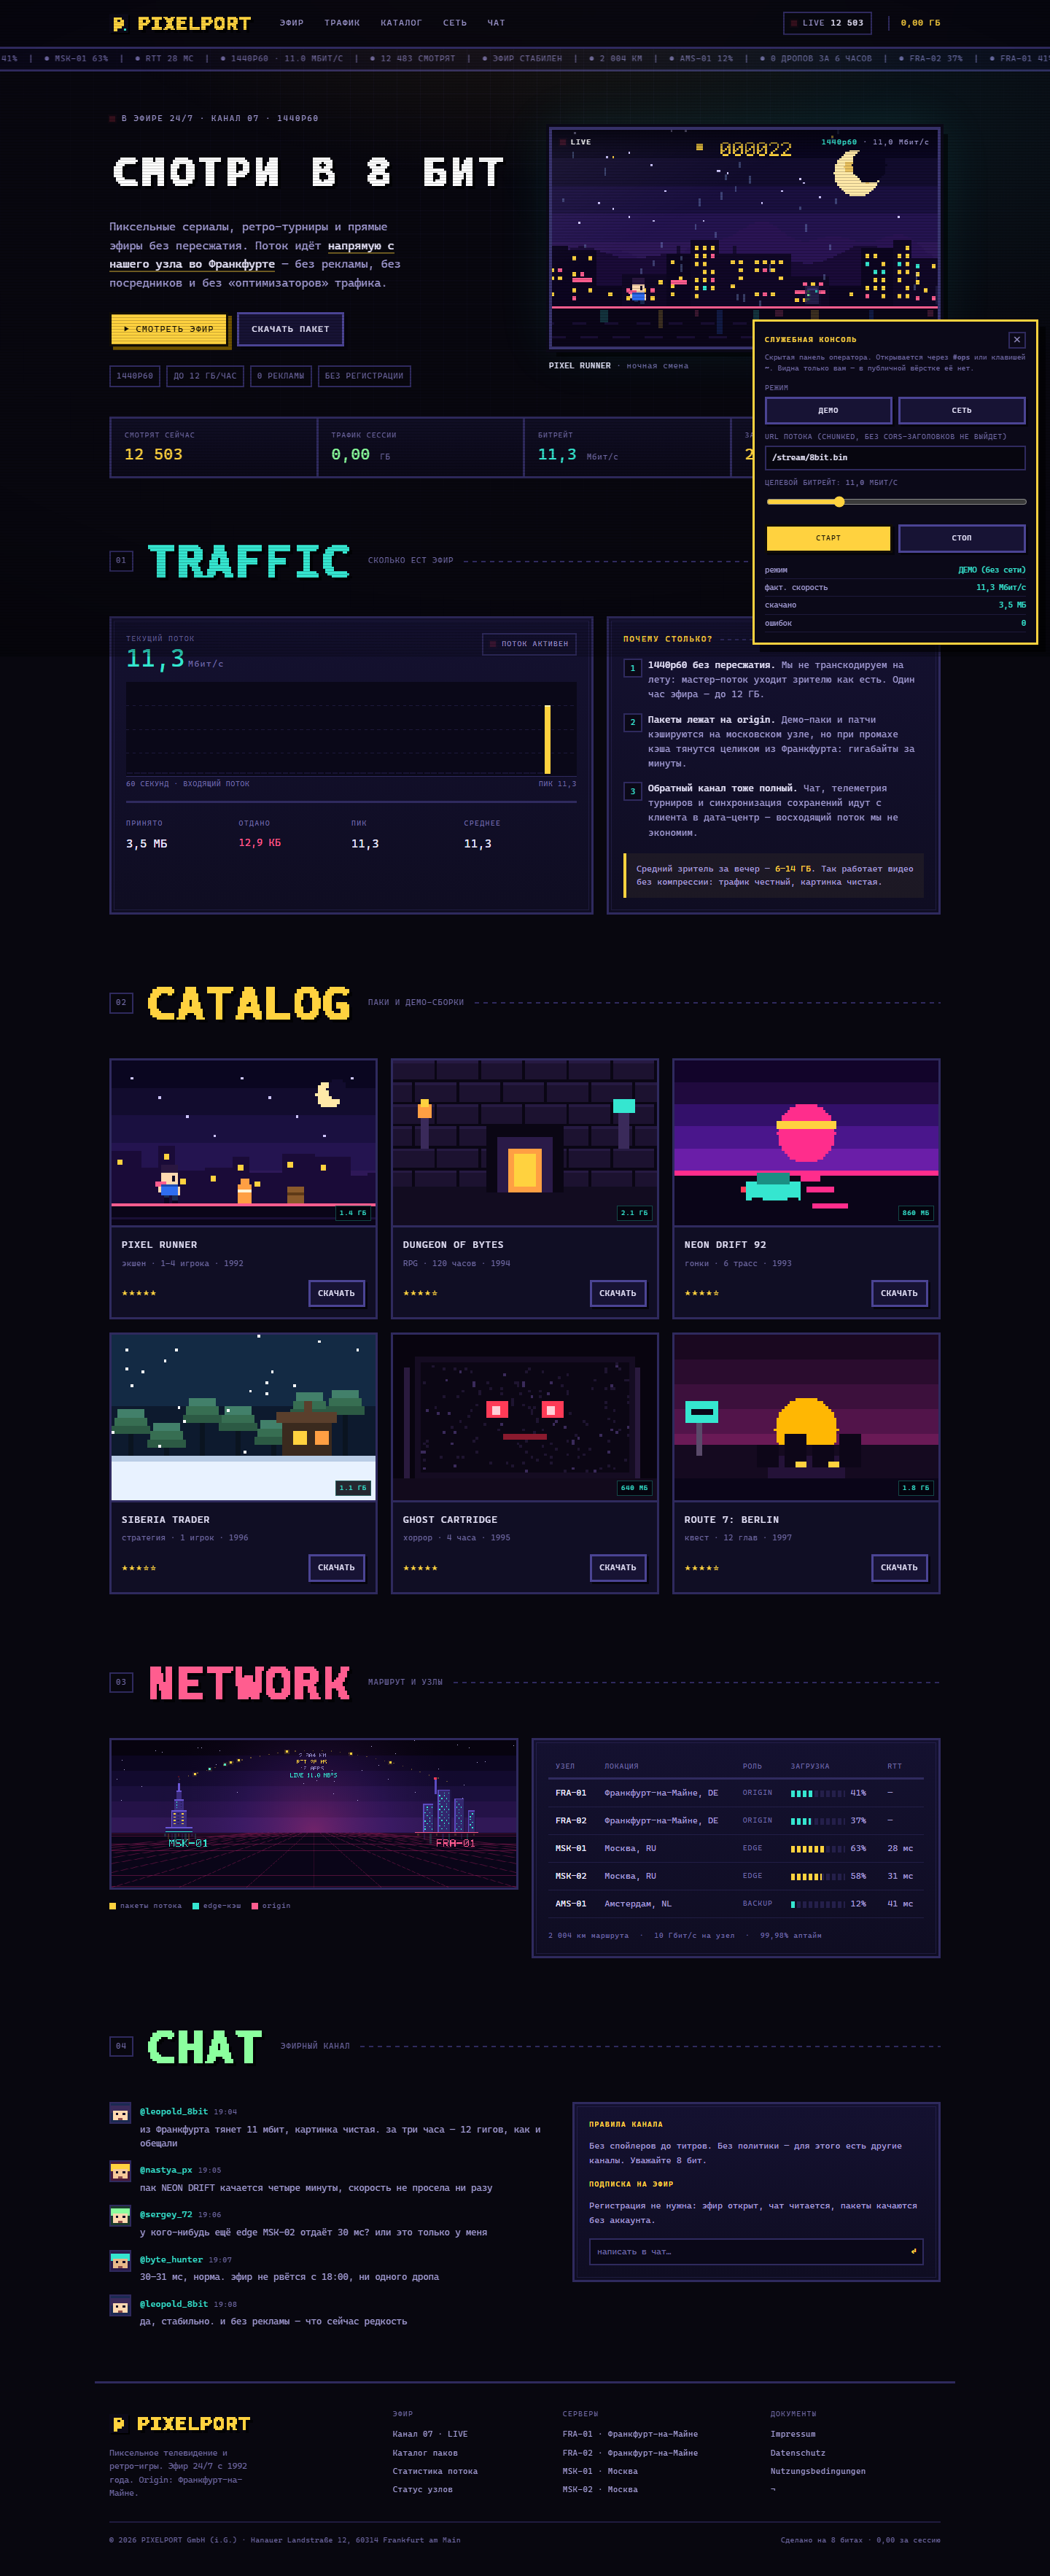 PIXELPORT
ЭФИР ТРАФИК КАТАЛОГ СЕТЬ ЧАТ
LIVE 12 503
0,00 ГБ
41% | ● MSK-01 63% | ● RTT 28 МС | ● 1440P60 · 11.0 МБИТ/С | ● 12 483 СМОТРЯТ | ● ЭФИР СТАБИЛЕН | ● 2 004 КМ | ● AMS-01 12% | ● 0 ДРОПОВ ЗА 6 ЧАСОВ | ● FRA-02 37% | ● FRA-01 41%
В ЭФИРЕ 24/7 · КАНАЛ 07 · 1440P60
СМОТРИ В 8 БИТ
Пиксельные сериалы, ретро-турниры и прямые
эфиры без пересжатия. Поток идёт напрямую с
нашего узла во Франкфурте — без рекламы, без
посредников и без «оптимизаторов» трафика.
► СМОТРЕТЬ ЭФИР
СКАЧАТЬ ПАКЕТ
1440P60
ДО 12 ГБ/ЧАС
0 РЕКЛАМЫ
БЕЗ РЕГИСТРАЦИИ
LIVE
000022
1440p60 · 11,0 Мбит/с
PIXEL RUNNER · ночная смена
СМОТРЯТ СЕЙЧАС
12 503
ТРАФИК СЕССИИ
0,00 ГБ
БИТРЕЙТ
11,3 Мбит/с
СЛУЖЕБНАЯ КОНСОЛЬ
✕
Скрытая панель оператора. Открывается через #ops или клавишей
~. Видна только вам — в публичной вёрстке её нет.
РЕЖИМ
ДЕМО
СЕТЬ
URL ПОТОКА (CHUNKED, БЕЗ CORS-ЗАГОЛОВКОВ НЕ ВЫЙДЕТ)
/stream/8bit.bin
ЦЕЛЕВОЙ БИТРЕЙТ: 11,0 МБИТ/С
СТАРТ
СТОП
режим ДЕМО (без сети)
факт. скорость 11,3 Мбит/с
скачано 3,5 МБ
ошибок 0
01
TRAFFIC
СКОЛЬКО ЕСТ ЭФИР
ТЕКУЩИЙ ПОТОК
11,3 Мбит/с
ПОТОК АКТИВЕН
60 СЕКУНД · ВХОДЯЩИЙ ПОТОК
ПИК 11,3
ПРИНЯТО ОТДАНО ПИК СРЕДНЕЕ
3,5 МБ 12,9 КБ 11,3 11,3
ПОЧЕМУ СТОЛЬКО?
1 1440p60 без пересжатия. Мы не транскодируем на
лету: мастер-поток уходит зрителю как есть. Один
час эфира — до 12 ГБ.
2 Пакеты лежат на origin. Демо-паки и патчи
кэшируются на московском узле, но при промахе
кэша тянутся целиком из Франкфурта: гигабайты за
минуты.
3 Обратный канал тоже полный. Чат, телеметрия
турниров и синхронизация сохранений идут с
клиента в дата-центр — восходящий поток мы не
экономим.
Средний зритель за вечер — 6–14 ГБ. Так работает видео
без компрессии: трафик честный, картинка чистая.
02
CATALOG
ПАКИ И ДЕМО-СБОРКИ
1.4 ГБ
PIXEL RUNNER
экшен · 1–4 игрока · 1992
★★★★★
СКАЧАТЬ
2.1 ГБ
DUNGEON OF BYTES
RPG · 120 часов · 1994
★★★★☆
СКАЧАТЬ
860 МБ
NEON DRIFT 92
гонки · 6 трасс · 1993
★★★★☆
СКАЧАТЬ
1.1 ГБ
SIBERIA TRADER
стратегия · 1 игрок · 1996
★★★☆☆
СКАЧАТЬ
640 МБ
GHOST CARTRIDGE
хоррор · 4 часа · 1995
★★★★★
СКАЧАТЬ
1.8 ГБ
ROUTE 7: BERLIN
квест · 12 глав · 1997
★★★★☆
СКАЧАТЬ
03
NETWORK
МАРШРУТ И УЗЛЫ
LIVE 11.0 MBPS
MSK-01
FRA-01
пакеты потока edge-кэш origin
УЗЕЛ ЛОКАЦИЯ РОЛЬ ЗАГРУЗКА RTT
FRA-01 Франкфурт-на-Майне, DE ORIGIN 41% —
FRA-02 Франкфурт-на-Майне, DE ORIGIN 37% —
MSK-01 Москва, RU EDGE 63% 28 мс
MSK-02 Москва, RU EDGE 58% 31 мс
AMS-01 Амстердам, NL BACKUP 12% 41 мс
2 004 км маршрута · 10 Гбит/с на узел · 99,98% аптайм
04
CHAT
ЭФИРНЫЙ КАНАЛ
@leopold_8bit 19:04
из Франкфурта тянет 11 мбит, картинка чистая. за три часа — 12 гигов, как и
обещали
@nastya_px 19:05
пак NEON DRIFT качается четыре минуты, скорость не просела ни разу
@sergey_72 19:06
у кого-нибудь ещё edge MSK-02 отдаёт 30 мс? или это только у меня
@byte_hunter 19:07
30–31 мс, норма. эфир не рвётся с 18:00, ни одного дропа
@leopold_8bit 19:08
да, стабильно. и без рекламы — что сейчас редкость
ПРАВИЛА КАНАЛА
Без спойлеров до титров. Без политики — для этого есть другие
каналы. Уважайте 8 бит.
ПОДПИСКА НА ЭФИР
Регистрация не нужна: эфир открыт, чат читается, пакеты качаются
без аккаунта.
написать в чат…
PIXELPORT
Пиксельное телевидение и
ретро-игры. Эфир 24/7 с 1992
года. Origin: Франкфурт-на-
Майне.
ЭФИР
Канал 07 · LIVE
Каталог паков
Статистика потока
Статус узлов
СЕРВЕРЫ
FRA-01 · Франкфурт-на-Майне
FRA-02 · Франкфурт-на-Майне
MSK-01 · Москва
MSK-02 · Москва
ДОКУМЕНТЫ
Impressum
Datenschutz
Nutzungsbedingungen
¬
© 2026 PIXELPORT GmbH (i.G.) · Hanauer Landstraße 12, 60314 Frankfurt am Main
Сделано на 8 битах · 0,00 за сессию